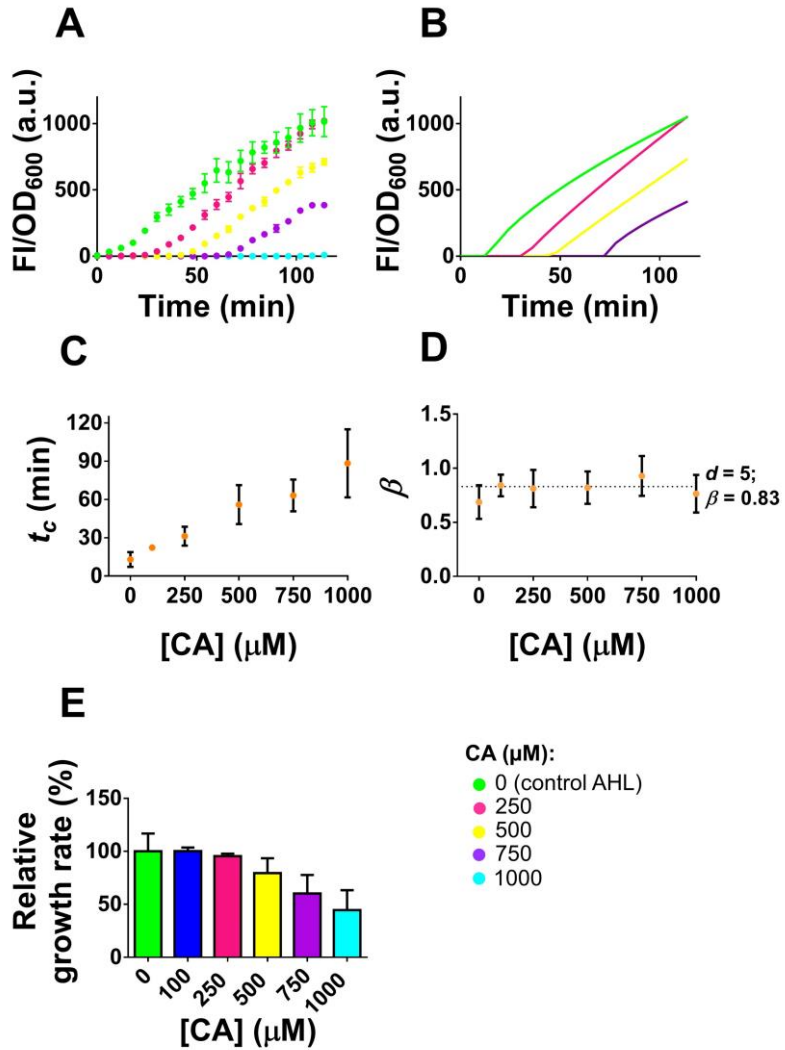 A
B
FI/OD600 (a.u.)
1000
500
0
0
50
100
Time (min)
FI/OD600 (a.u.)
1000
500
0
0
50
100
Time (min)
C
D
tc (min)
120
90
60
30
0
0
250
500
750
1000
[CA] (μM)
β
1.5
1.0
0.5
0.0
d = 5;
β = 0.83
0
250
500
750
1000
[CA] (μM)
E
Relative
growth rate (%)
150
100
50
0
0
100
250
500
750
1000
[CA] (μM)
CA (μM):
0 (control AHL)
250
500
750
1000